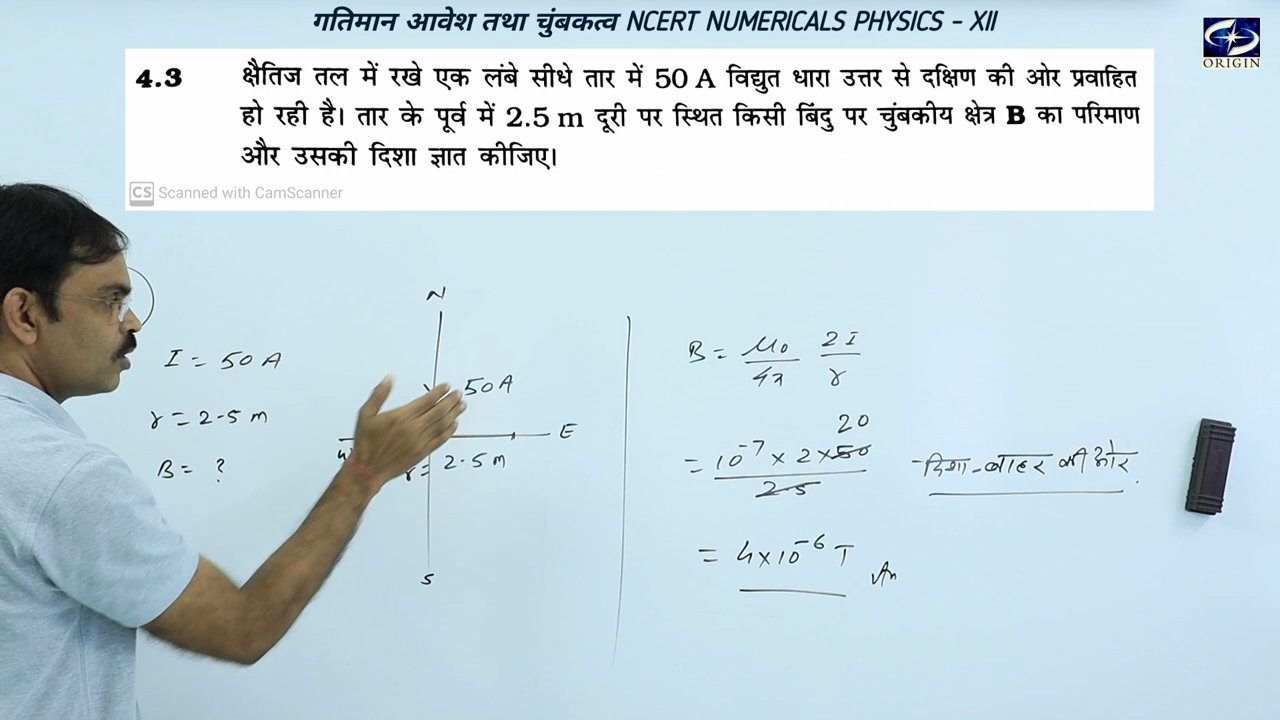 गतिमान आवेश तथा चुंबकत्व NCERT NUMERICALS PHYSICS - XII
ORIGIN
4.3 क्षैतिज तल में रखे एक लंबे सीधे तार में 50 A विद्युत धारा उत्तर से दक्षिण की ओर प्रवाहित
हो रही है। तार के पूर्व में 2.5 m दूरी पर स्थित किसी बिंदु पर चुंबकीय क्षेत्र B का परिमाण
और उसकी दिशा ज्ञात कीजिए।
CS Scanned with CamScanner
I = 50 A
r = 2.5 m
B = ?
N
50A
E
r = 2.5 m
S
B = μ0/4π 2I/r
20
= 10⁻⁷ × 2 × 50 / 2.5
= 4×10⁻⁶ T An
दिशा - बाहर की ओर.